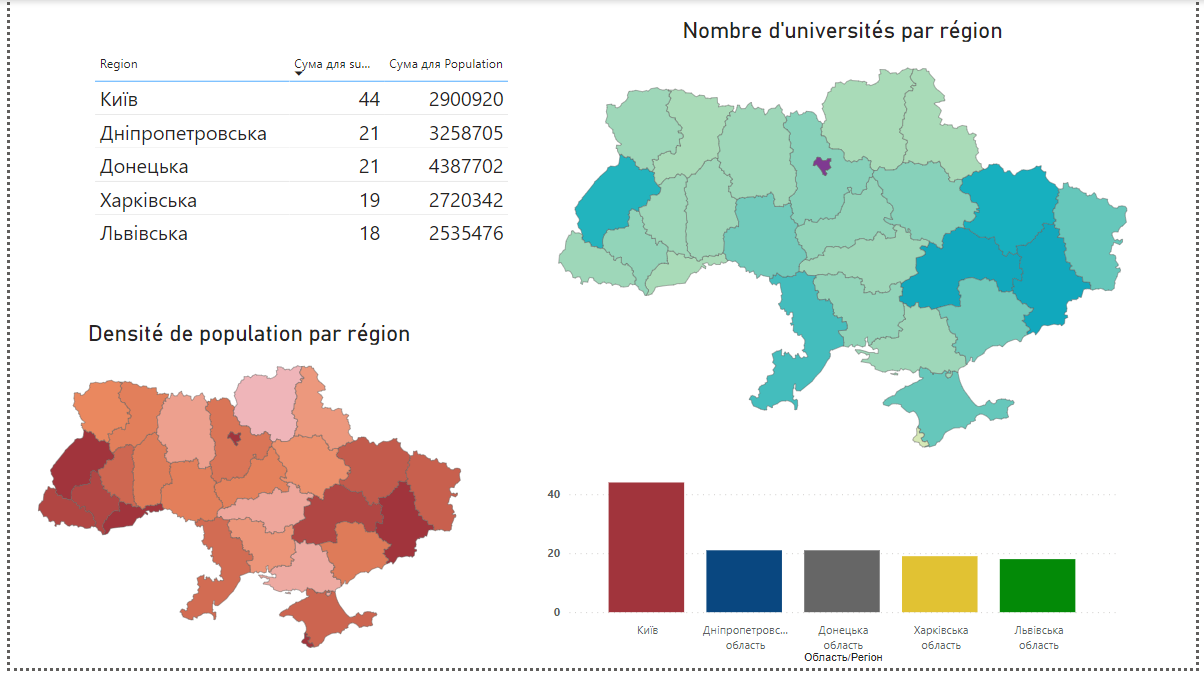 Nombre d'universités par région
Region Сума для su... Сума для Population
Київ 44 2900920
Дніпропетровська 21 3258705
Донецька 21 4387702
Харківська 19 2720342
Львівська 18 2535476
Densité de population par région
40
20
0
Київ Дніпропетровс... Донецька Харківська Львівська
область область область область
Область/Регіон